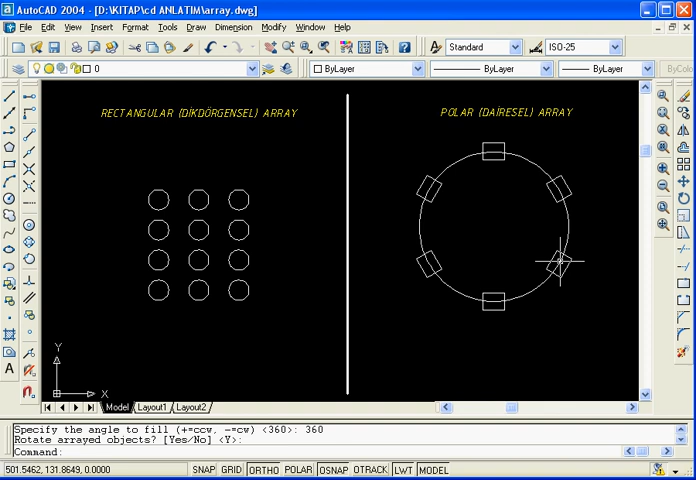 AutoCAD 2004 - [D:\KITAP\cd ANLATIM\array.dwg]
File Edit View Insert Format Tools Draw Dimension Modify Express Window Help
Standard ISO-25
0 ByLayer ByLayer ByLayer ByColo
RECTANGULAR (DİKDÖRGENSEL) ARRAY
POLAR (DAİRESEL) ARRAY
Y
X
Model Layout1 Layout2
Specify the angle to fill (+=ccw, -=cw) <360>: 360
Rotate arrayed objects? [Yes/No] <Y>:
Command:
501.5462, 131.8649, 0.0000 SNAP GRID ORTHO POLAR OSNAP OTRACK LWT MODEL